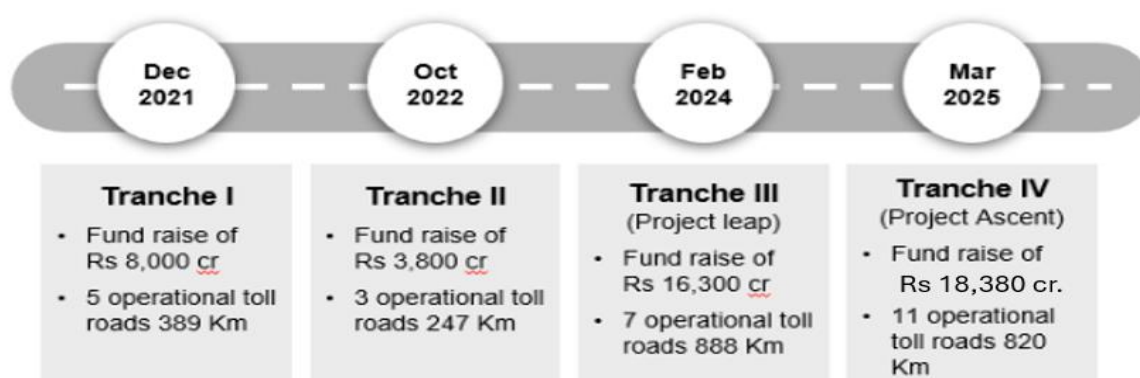 Dec
2021
Oct
2022
Feb
2024
Mar
2025
Tranche I
• Fund raise of
Rs 8,000 cr
• 5 operational toll
roads 389 Km
Tranche II
• Fund raise of
Rs 3,800 cr
• 3 operational toll
roads 247 Km
Tranche III
(Project leap)
• Fund raise of
Rs 16,300 cr
• 7 operational toll
roads 888 Km
Tranche IV
(Project Ascent)
• Fund raise of
Rs 18,380 cr.
• 11 operational
toll roads 820
Km